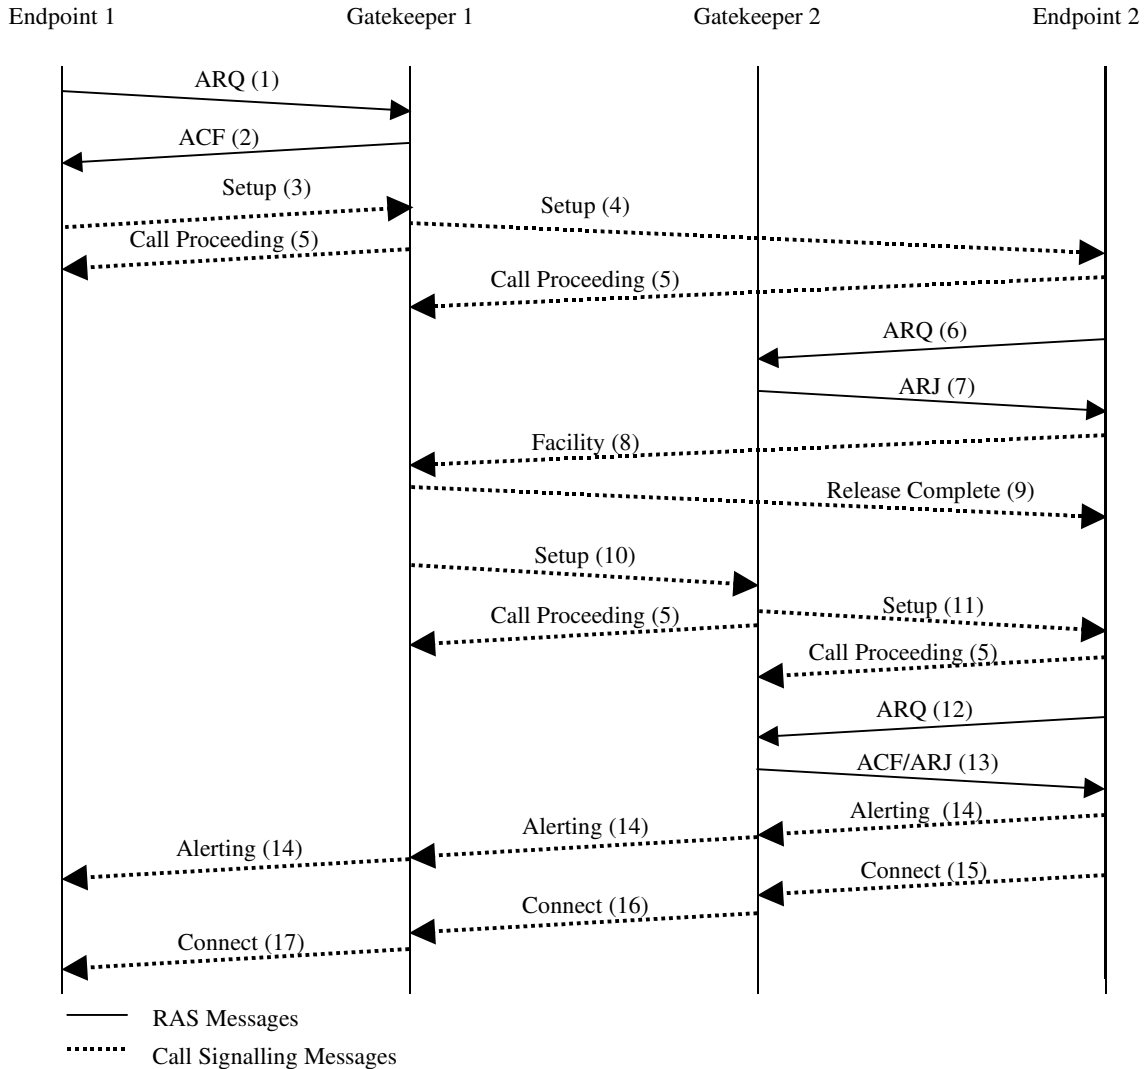 Endpoint 1 Gatekeeper 1 Gatekeeper 2 Endpoint 2
ARQ (1)
ACF (2)
Setup (3)
Setup (4)
Call Proceeding (5)
Call Proceeding (5)
ARQ (6)
ARJ (7)
Facility (8)
Release Complete (9)
Setup (10)
Setup (11)
Call Proceeding (5)
Call Proceeding (5)
ARQ (12)
ACF/ARJ (13)
Alerting (14)
Alerting (14)
Alerting (14)
Connect (15)
Connect (16)
Connect (17)
RAS Messages
Call Signalling Messages